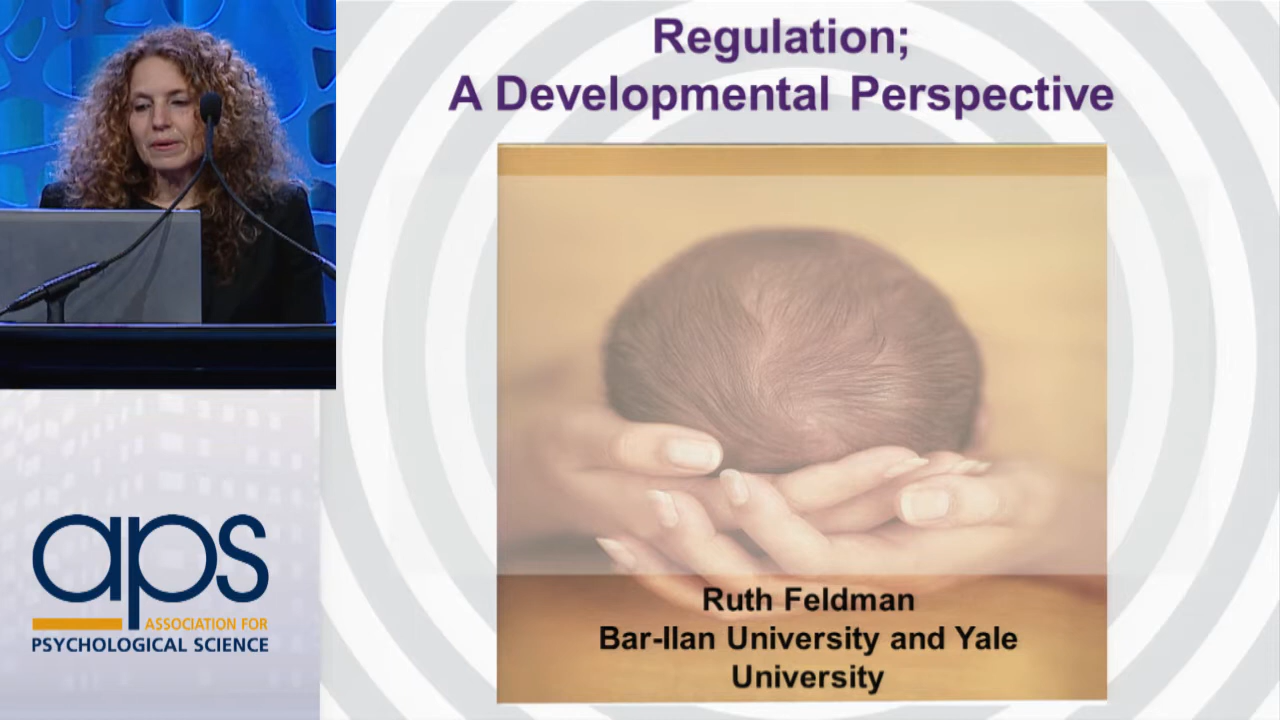 Regulation;
A Developmental Perspective
Ruth Feldman
Bar-Ilan University and Yale
University
aps
ASSOCIATION FOR
PSYCHOLOGICAL SCIENCE